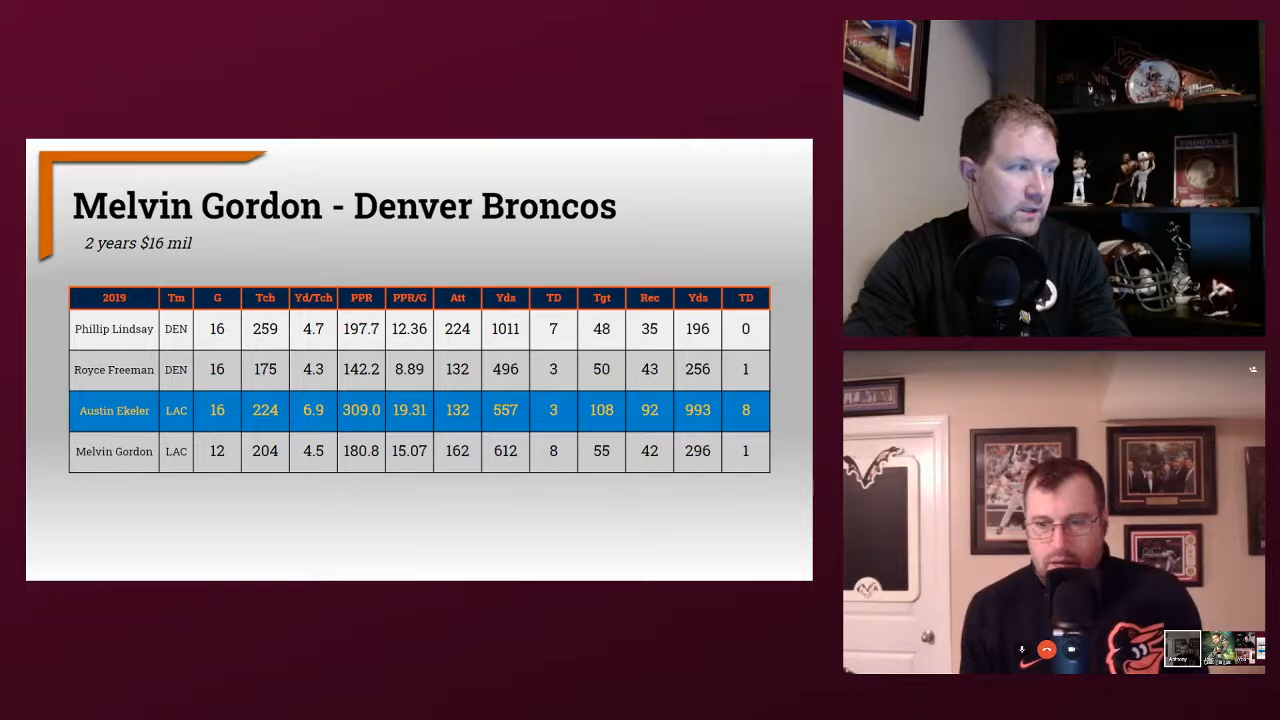 Melvin Gordon - Denver Broncos
2 years $16 mil
2019 Tm G Tch Yd/Tch PPR PPR/G Att Yds TD Tgt Rec Yds TD
Phillip Lindsay DEN 16 259 4.7 197.7 12.36 224 1011 7 48 35 196 0
Royce Freeman DEN 16 175 4.3 142.2 8.89 132 496 3 50 43 256 1
Austin Ekeler LAC 16 224 6.9 309.0 19.31 132 557 3 108 92 993 8
Melvin Gordon LAC 12 204 4.5 180.8 15.07 162 612 8 55 42 296 1
PROGRAM
Anthony